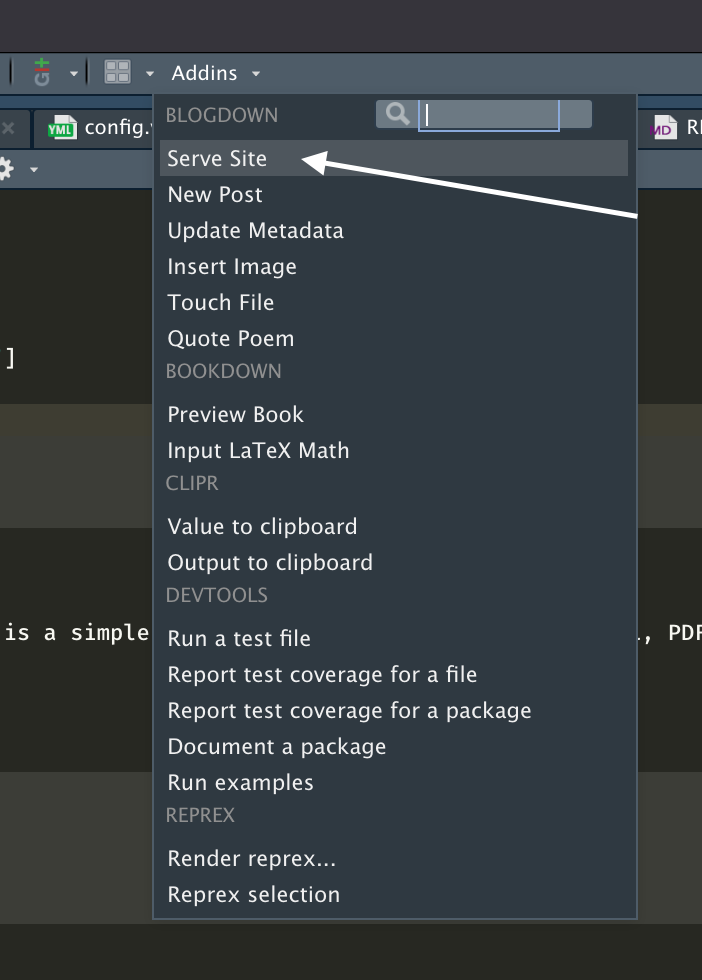 Addins
BLOGDOWN
YML config.
MD
Serve Site
New Post
Update Metadata
Insert Image
Touch File
Quote Poem
]
BOOKDOWN
Preview Book
Input LaTeX Math
CLIPR
Value to clipboard
Output to clipboard
DEVTOOLS
is a simple , PDF
Run a test file
Report test coverage for a file
Report test coverage for a package
Document a package
Run examples
REPREX
Render reprex...
Reprex selection